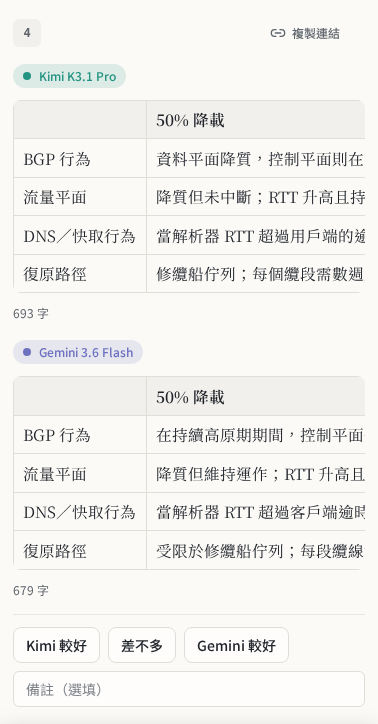 4
複製連結
Kimi K3.1 Pro
50% 降載
BGP 行為
資料平面降質，控制平面則在
流量平面
降質但未中斷；RTT 升高且持
DNS／快取行為
當解析器 RTT 超過用戶端的逾
復原路徑
修纜船佇列；每個纜段需數週
693 字
Gemini 3.6 Flash
50% 降載
BGP 行為
在持續高原期期間，控制平面
流量平面
降質但維持運作；RTT 升高且
DNS／快取行為
當解析器 RTT 超過客戶端逾時
復原路徑
受限於修纜船佇列；每段纜線
679 字
Kimi 較好
差不多
Gemini 較好
備註（選填）